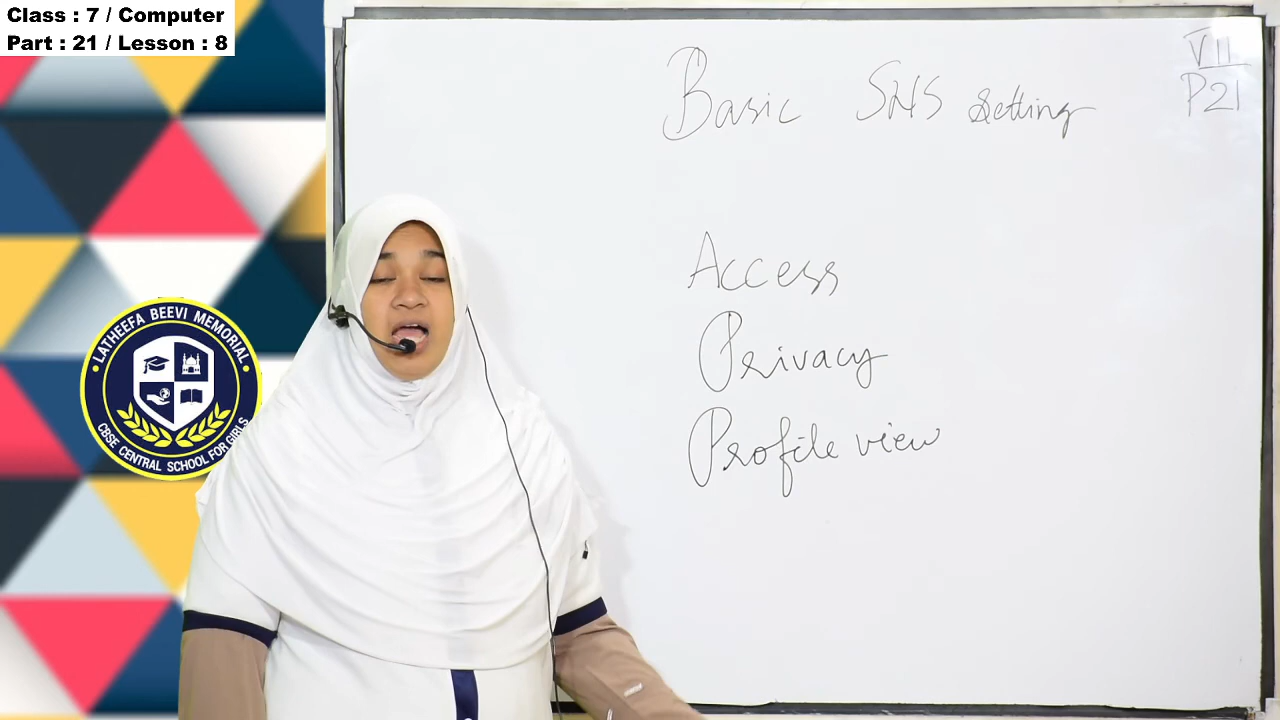 Class : 7 / Computer
Part : 21 / Lesson : 8
VII
P21
Basic SNS Setting
Access
Privacy
Profile view
LATHEEFA BEEVI MEMORIAL
CBSE CENTRAL SCHOOL FOR GIRLS